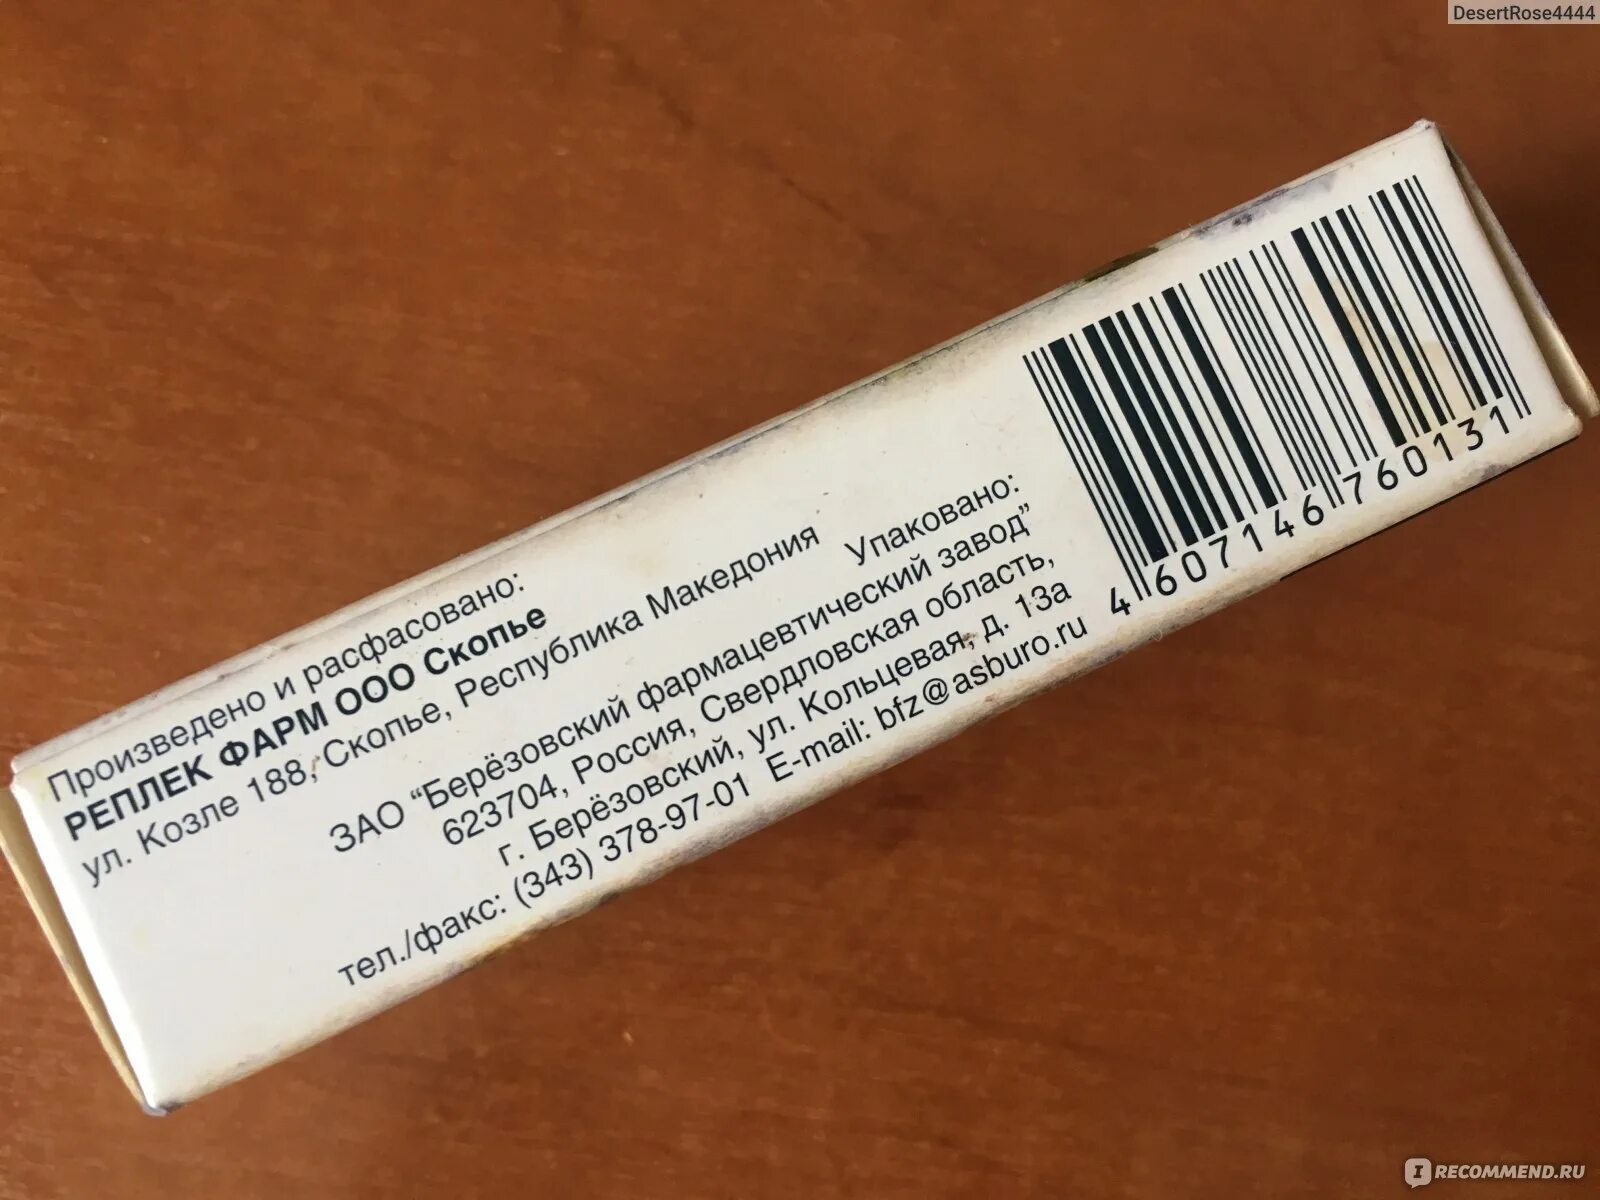 DesertRose4444
Произведено и расфасовано:
РЕПЛЕК ФАРМ ООО Скопье
ул. Козле 188, Скопье, Республика Македония
Упаковано:
ЗАО “Берёзовский фармацевтический завод”
623704, Россия, Свердловская область,
г. Берёзовский, ул. Кольцевая, д. 13а
тел./факс: (343) 378-97-01 E-mail: bfz@asburo.ru
4 607146 760131
I RECOMMEND.RU